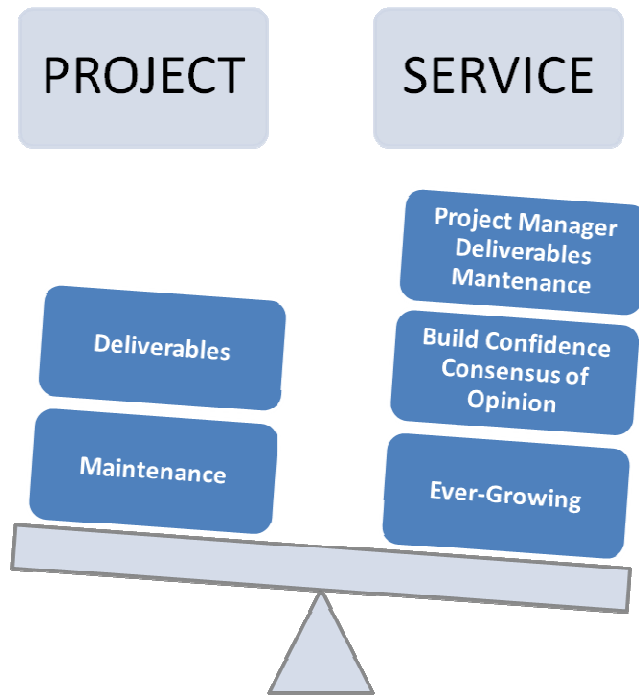 PROJECT
SERVICE
Deliverables
Maintenance
Project Manager
Deliverables
Mantenance
Build Confidence
Consensus of
Opinion
Ever-Growing